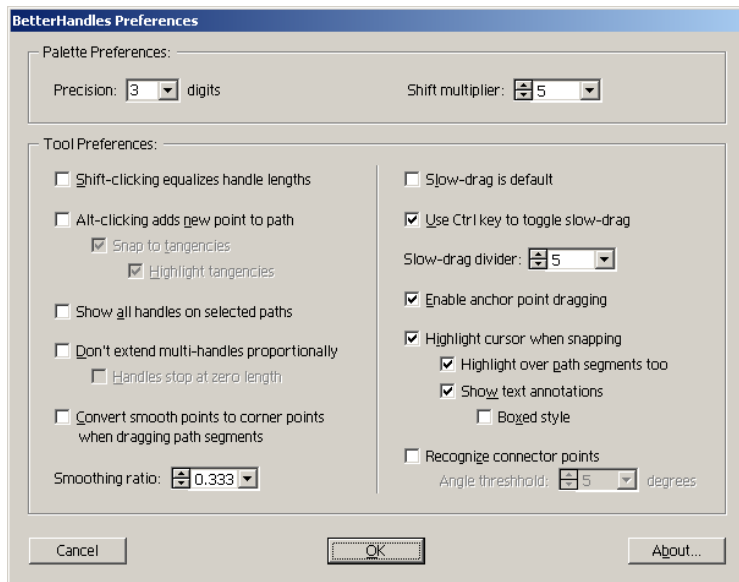 BetterHandles Preferences
Palette Preferences:
Precision: 3 digits
Shift multiplier: 5
Tool Preferences:
Shift-clicking equalizes handle lengths
Alt-clicking adds new point to path
Snap to tangencies
Highlight tangencies
Show all handles on selected paths
Don't extend multi-handles proportionally
Handles stop at zero length
Convert smooth points to corner points
when dragging path segments
Smoothing ratio: 0.333
Slow-drag is default
Use Ctrl key to toggle slow-drag
Slow-drag divider: 5
Enable anchor point dragging
Highlight cursor when snapping
Highlight over path segments too
Show text annotations
Boxed style
Recognize connector points
Angle threshhold: 5 degrees
Cancel
OK
About...